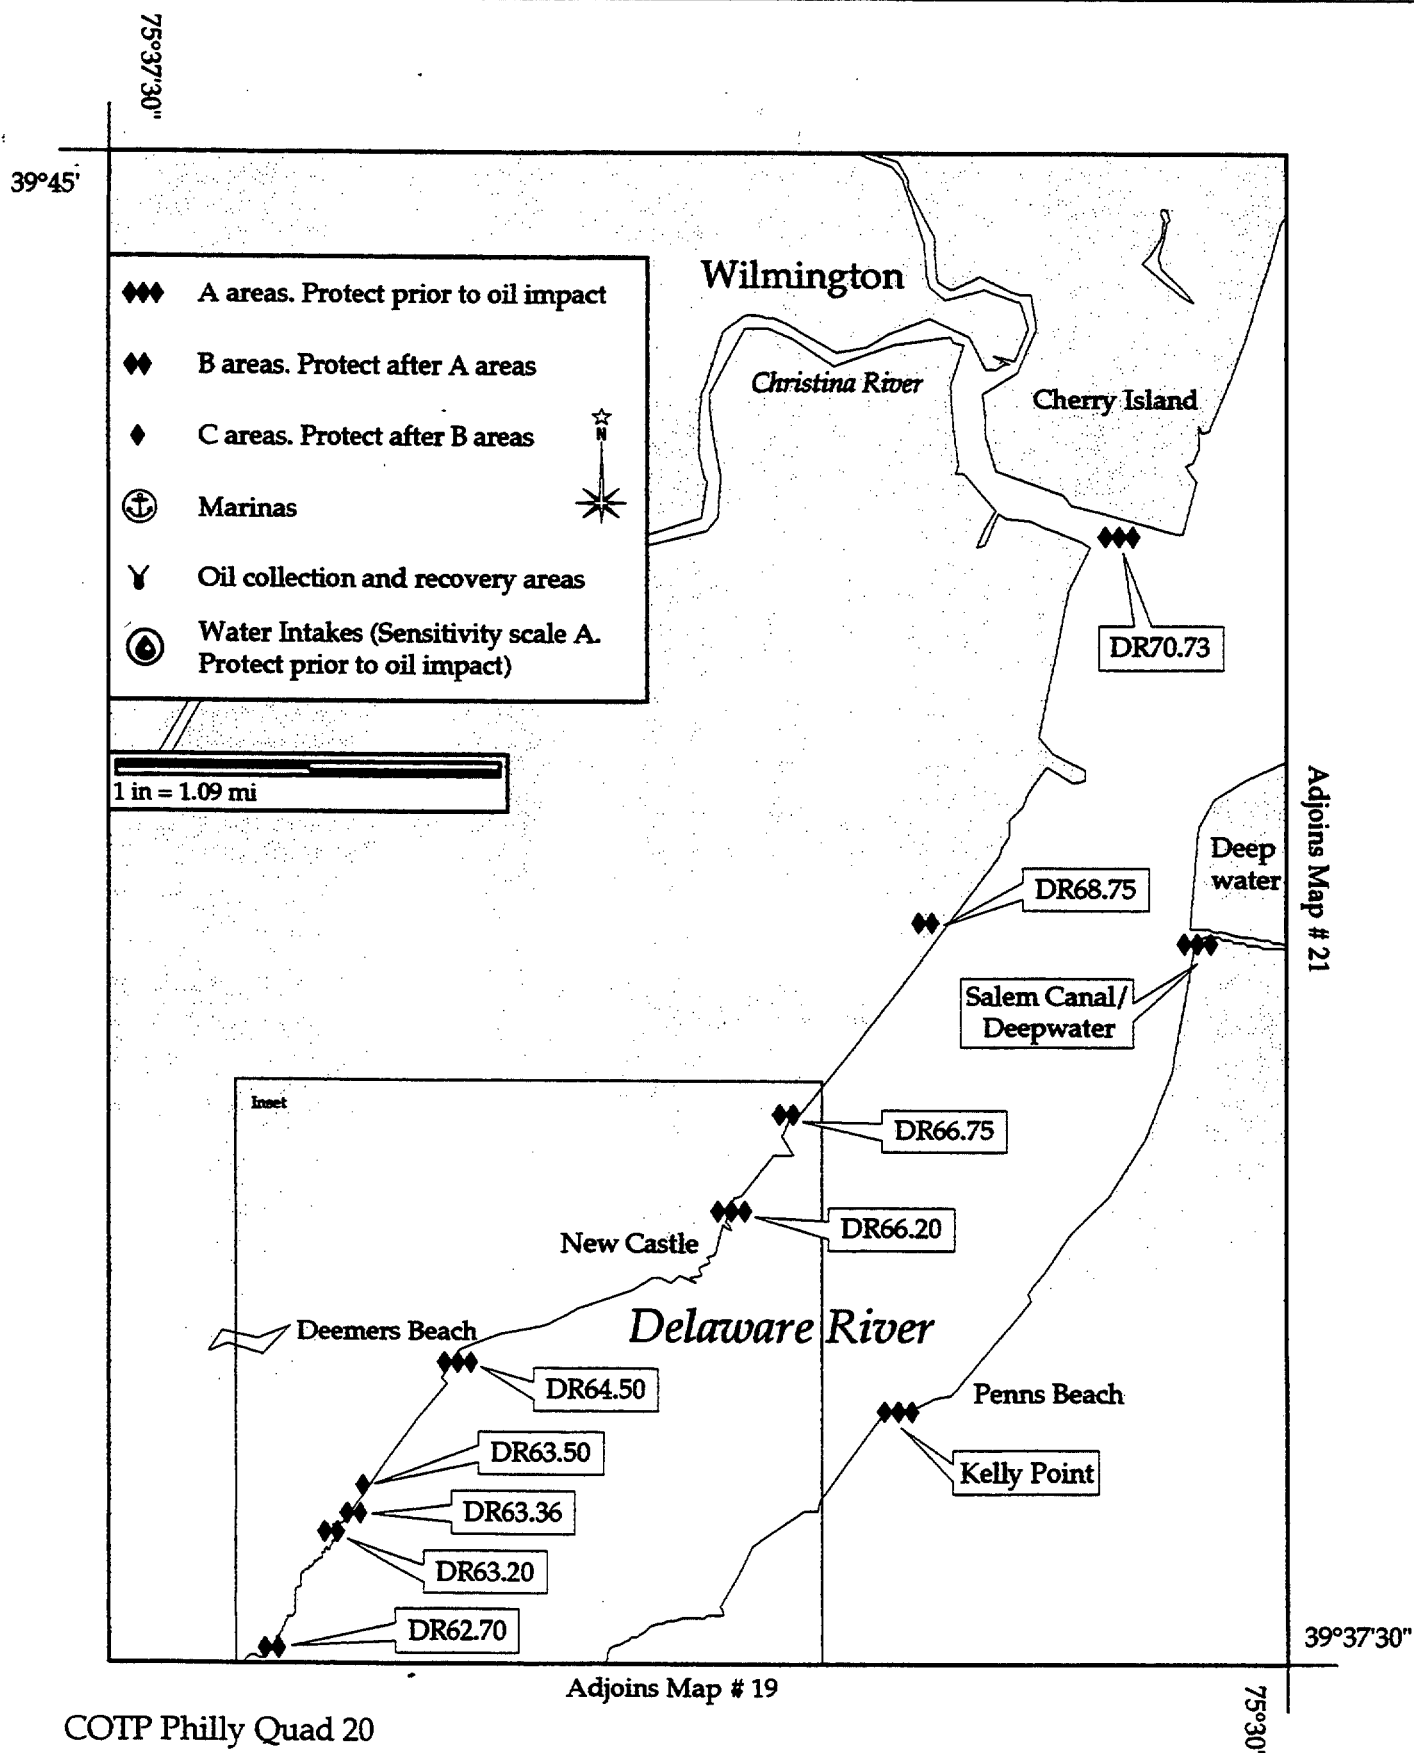 75°37'30"
39°45'
A areas. Protect prior to oil impact
B areas. Protect after A areas
C areas. Protect after B areas
N
Marinas
Oil collection and recovery areas
Water Intakes (Sensitivity scale A.
Protect prior to oil impact)
1 in = 1.09 mi
Wilmington
Christina River
Cherry Island
DR70.73
Adjoins Map # 21
Deep
water
DR68.75
Salem Canal/
Deepwater
Inset
DR66.75
DR66.20
New Castle
Delaware River
Deemers Beach
DR64.50
Penns Beach
DR63.50
Kelly Point
DR63.36
DR63.20
DR62.70
39°37'30"
Adjoins Map # 19
75°30'
COTP Philly Quad 20